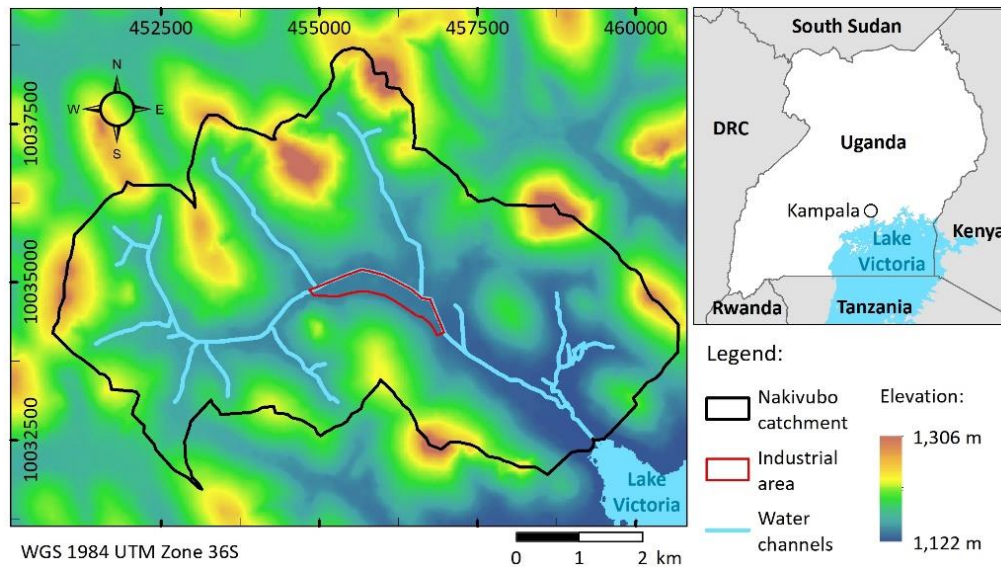 452500 455000 457500 460000
10037500
10035000
10032500
N
W E
S
Lake
Victoria
WGS 1984 UTM Zone 36S
0 1 2 km
South Sudan
DRC
Uganda
Kampala
Lake
Victoria
Kenya
Rwanda
Tanzania
Legend:
Nakivubo
catchment
Industrial
area
Water
channels
Elevation:
1,306 m
1,122 m